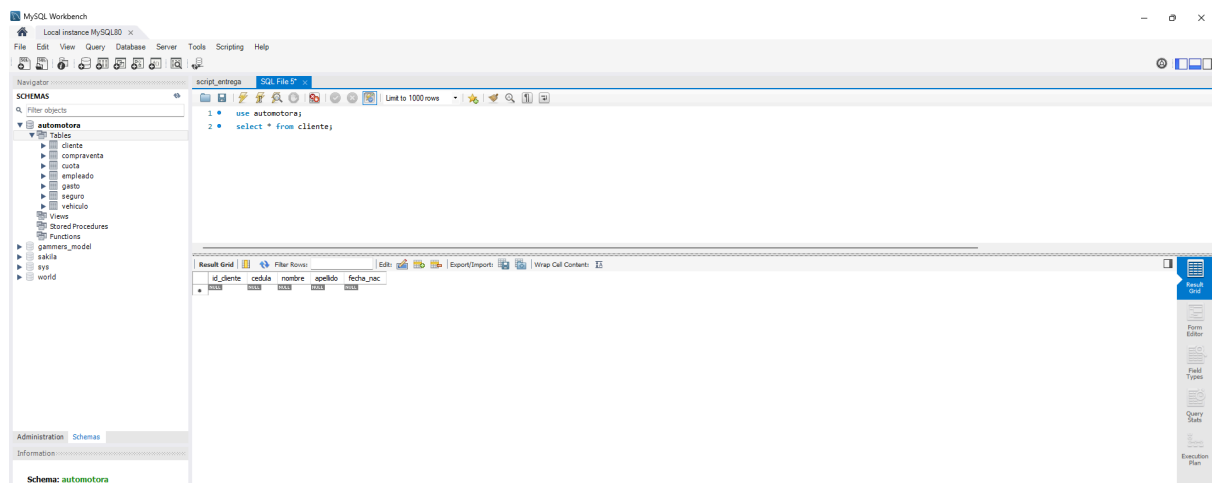 MySQL Workbench
Local instance MySQL80 ×
File Edit View Query Database Server Tools Scripting Help
Navigator
script_entrega SQL File 5* ×
SCHEMAS
Filter objects
Limit to 1000 rows
1 use automotora;
2 select * from cliente;
automotora
Tables
cliente
compraventa
cuota
empleado
gasto
seguro
vehiculo
Views
Stored Procedures
Functions
gammers_model
sakila
sys
world
Result Grid Filter Rows: Edit: Export/Import: Wrap Cell Content:
id_cliente cedula nombre apellido fecha_nac
NULL NULL NULL NULL NULL
Result Grid
Form Editor
Field Types
Query Stats
Execution Plan
Administration Schemas
Information
Schema: automotora